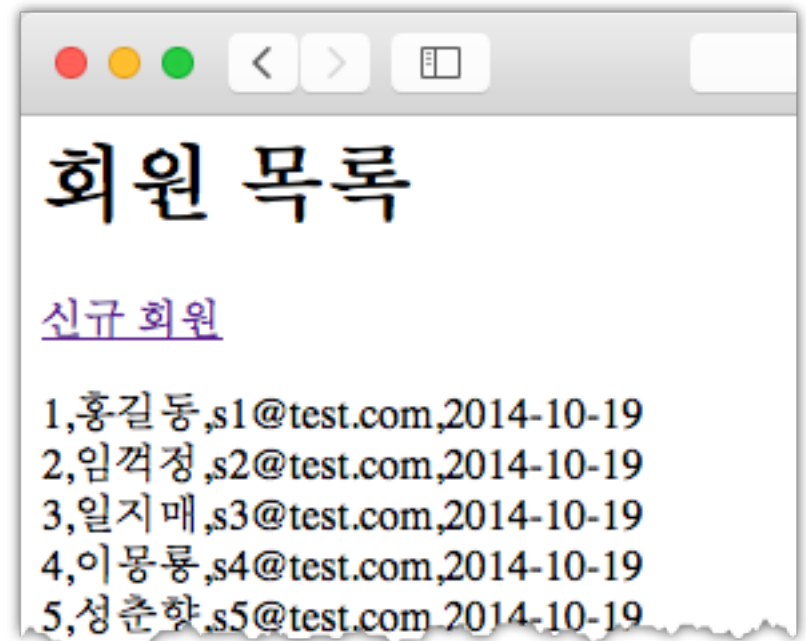 회원 목록
신규 회원
1,홍길동,s1@test.com,2014-10-19
2,임꺽정,s2@test.com,2014-10-19
3,일지매,s3@test.com,2014-10-19
4,이몽룡,s4@test.com,2014-10-19
5,성춘향,s5@test.com,2014-10-19